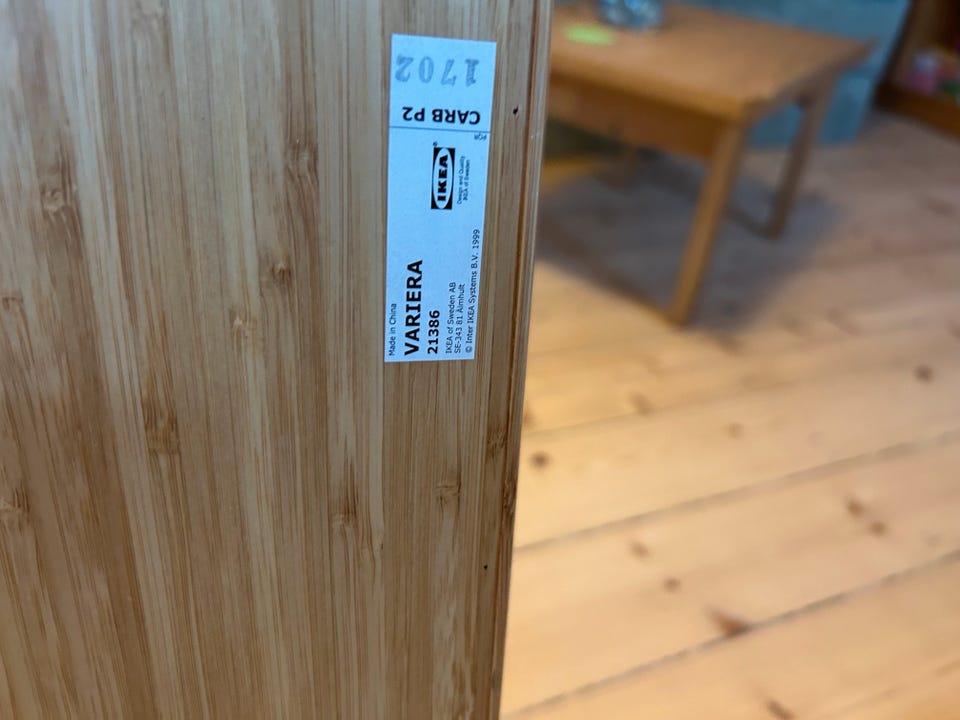 Made in China
VARIERA
21386
IKEA of Sweden AB
SE-343 81 Älmhult
© Inter IKEA Systems B.V. 1999
IKEA®
Design and Quality
IKEA of Sweden
CARB P2
1702